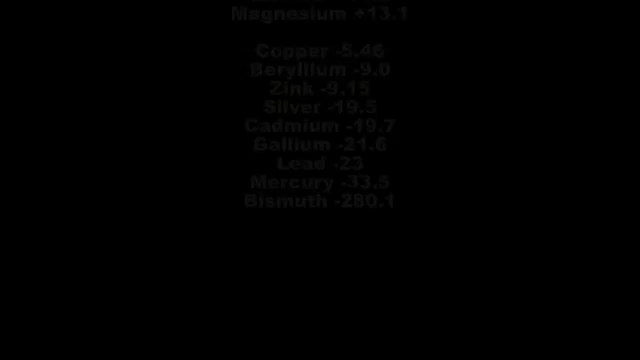 Magnesium +13.1
Copper -5.46
Beryllium -9.0
Zink -9.15
Silver -19.5
Cadmium -19.7
Gallium -21.6
Lead -23
Mercury -33.5
Bismuth -280.1